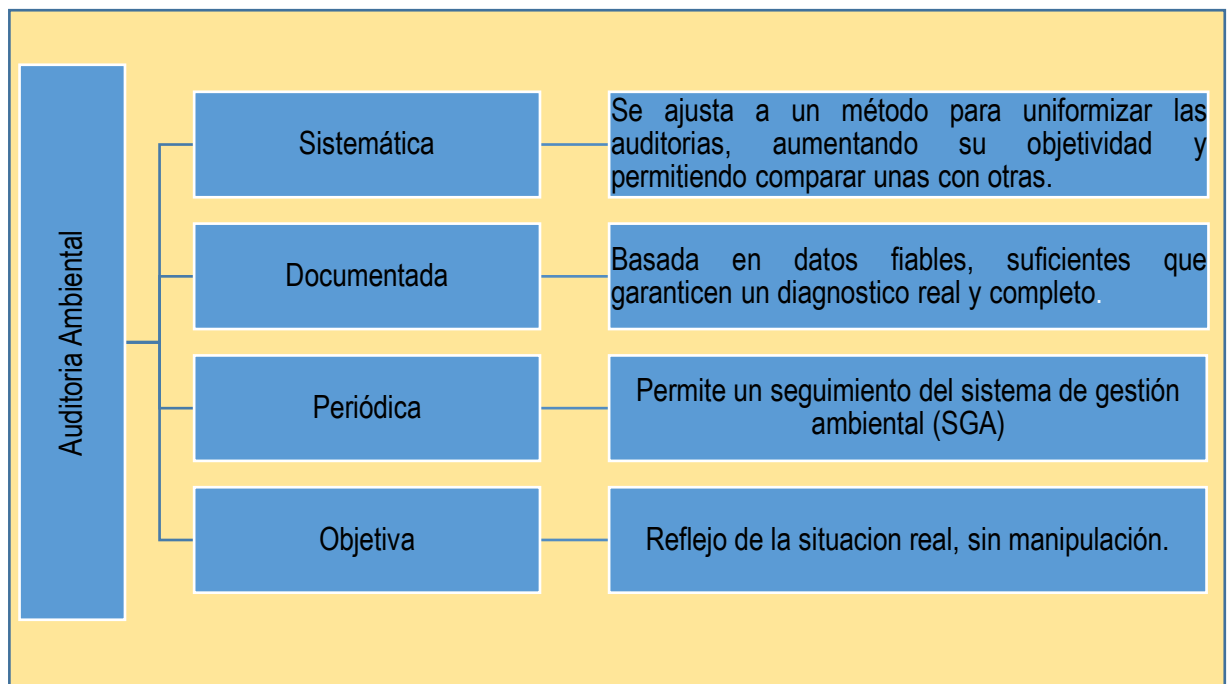 Auditoria Ambiental
Sistemática
Se ajusta a un método para uniformizar las
auditorias, aumentando su objetividad y
permitiendo comparar unas con otras.
Documentada
Basada en datos fiables, suficientes que
garanticen un diagnostico real y completo.
Periódica
Permite un seguimiento del sistema de gestión
ambiental (SGA)
Objetiva
Reflejo de la situacion real, sin manipulación.